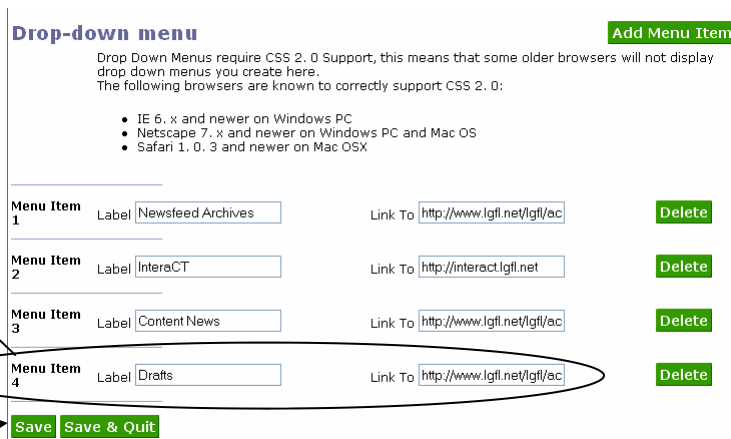 Drop-down menu Add Menu Item
Drop Down Menus require CSS 2. 0 Support, this means that some older browsers will not display
drop down menus you create here.
The following browsers are known to correctly support CSS 2. 0:
• IE 6. x and newer on Windows PC
• Netscape 7. x and newer on Windows PC and Mac OS
• Safari 1. 0. 3 and newer on Mac OSX
Menu Item
1
Label Newsfeed Archives Link To http://www.lgfl.net/lgfl/ac Delete
Menu Item
2
Label InteraCT Link To http://interact.lgfl.net Delete
Menu Item
3
Label Content News Link To http://www.lgfl.net/lgfl/ac Delete
Menu Item
4
Label Drafts Link To http://www.lgfl.net/lgfl/ac Delete
Save Save & Quit